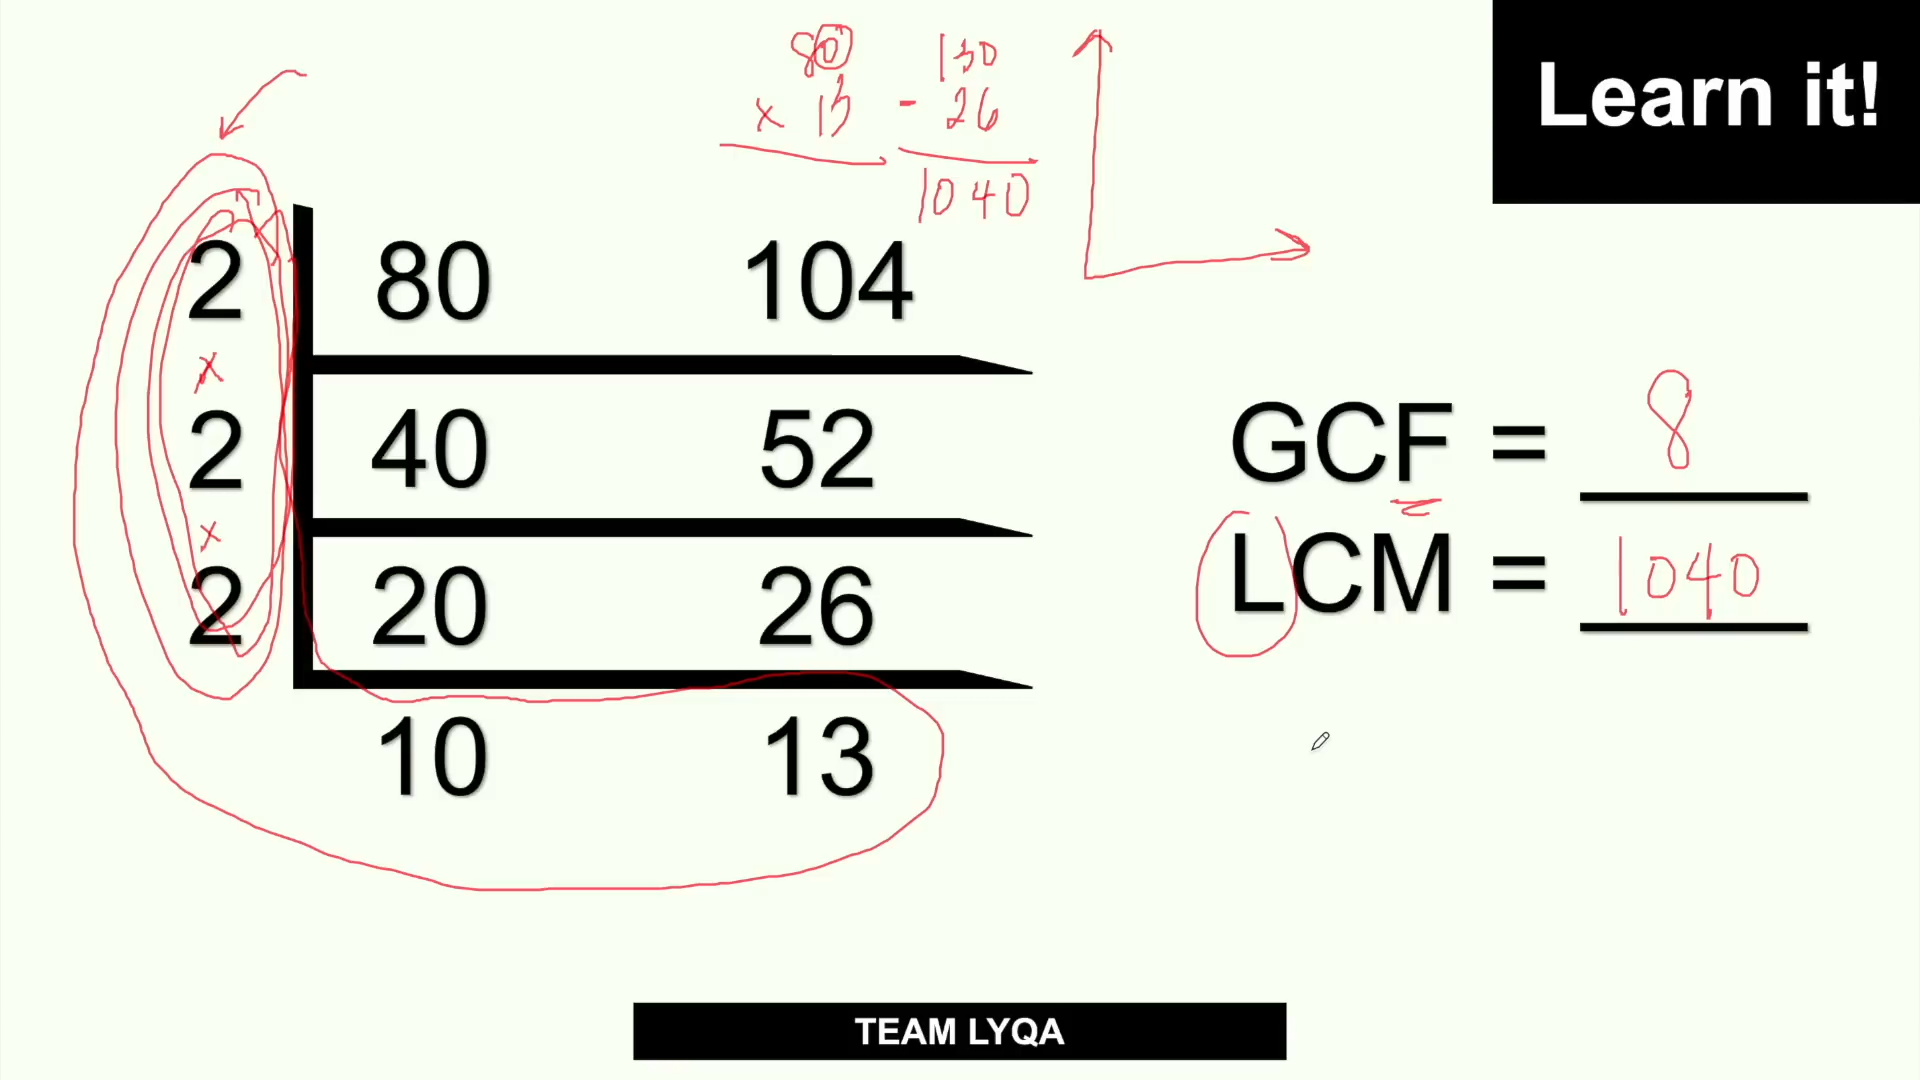 80 130
x 13 - 26
1040
Learn it!
2 80 104
x
2 40 52
x
2 20 26
10 13
GCF = 8
LCM = 1040
TEAM LYQA